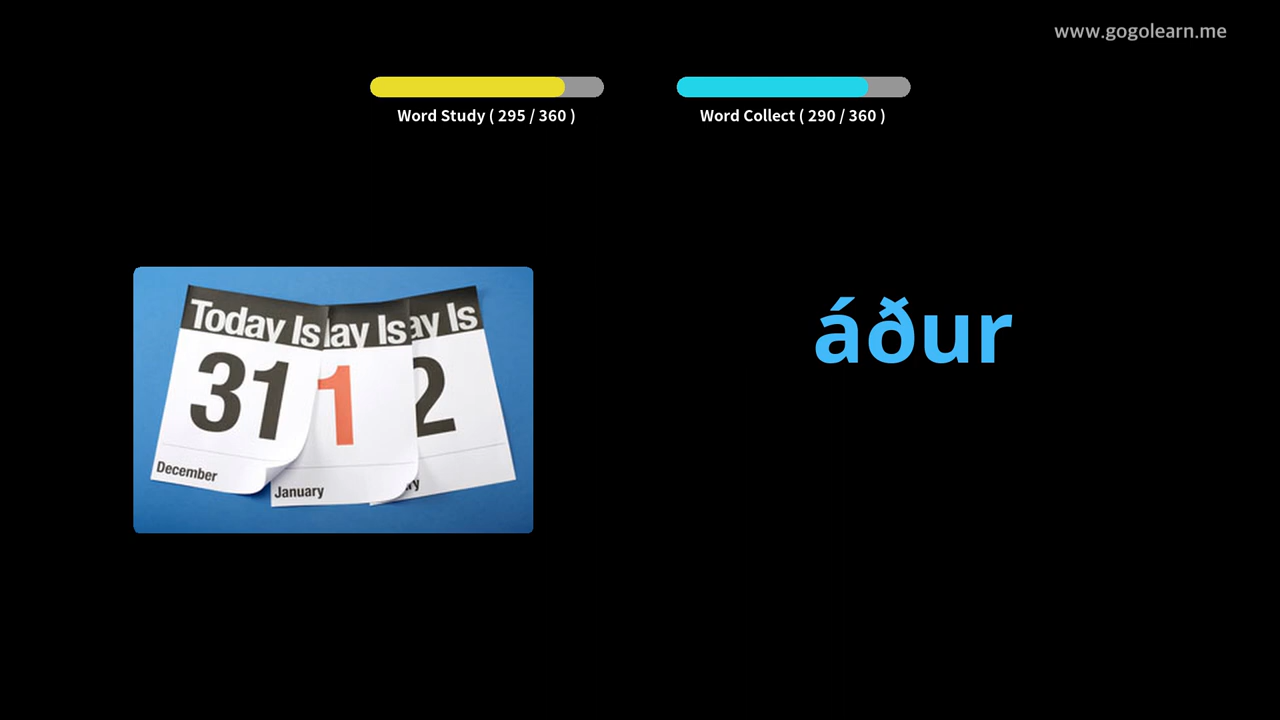 www.gogolearn.me
Word Study ( 295 / 360 )
Word Collect ( 290 / 360 )
Today Is
ay Is
ay Is
31
1
2
December
January
ry
áður